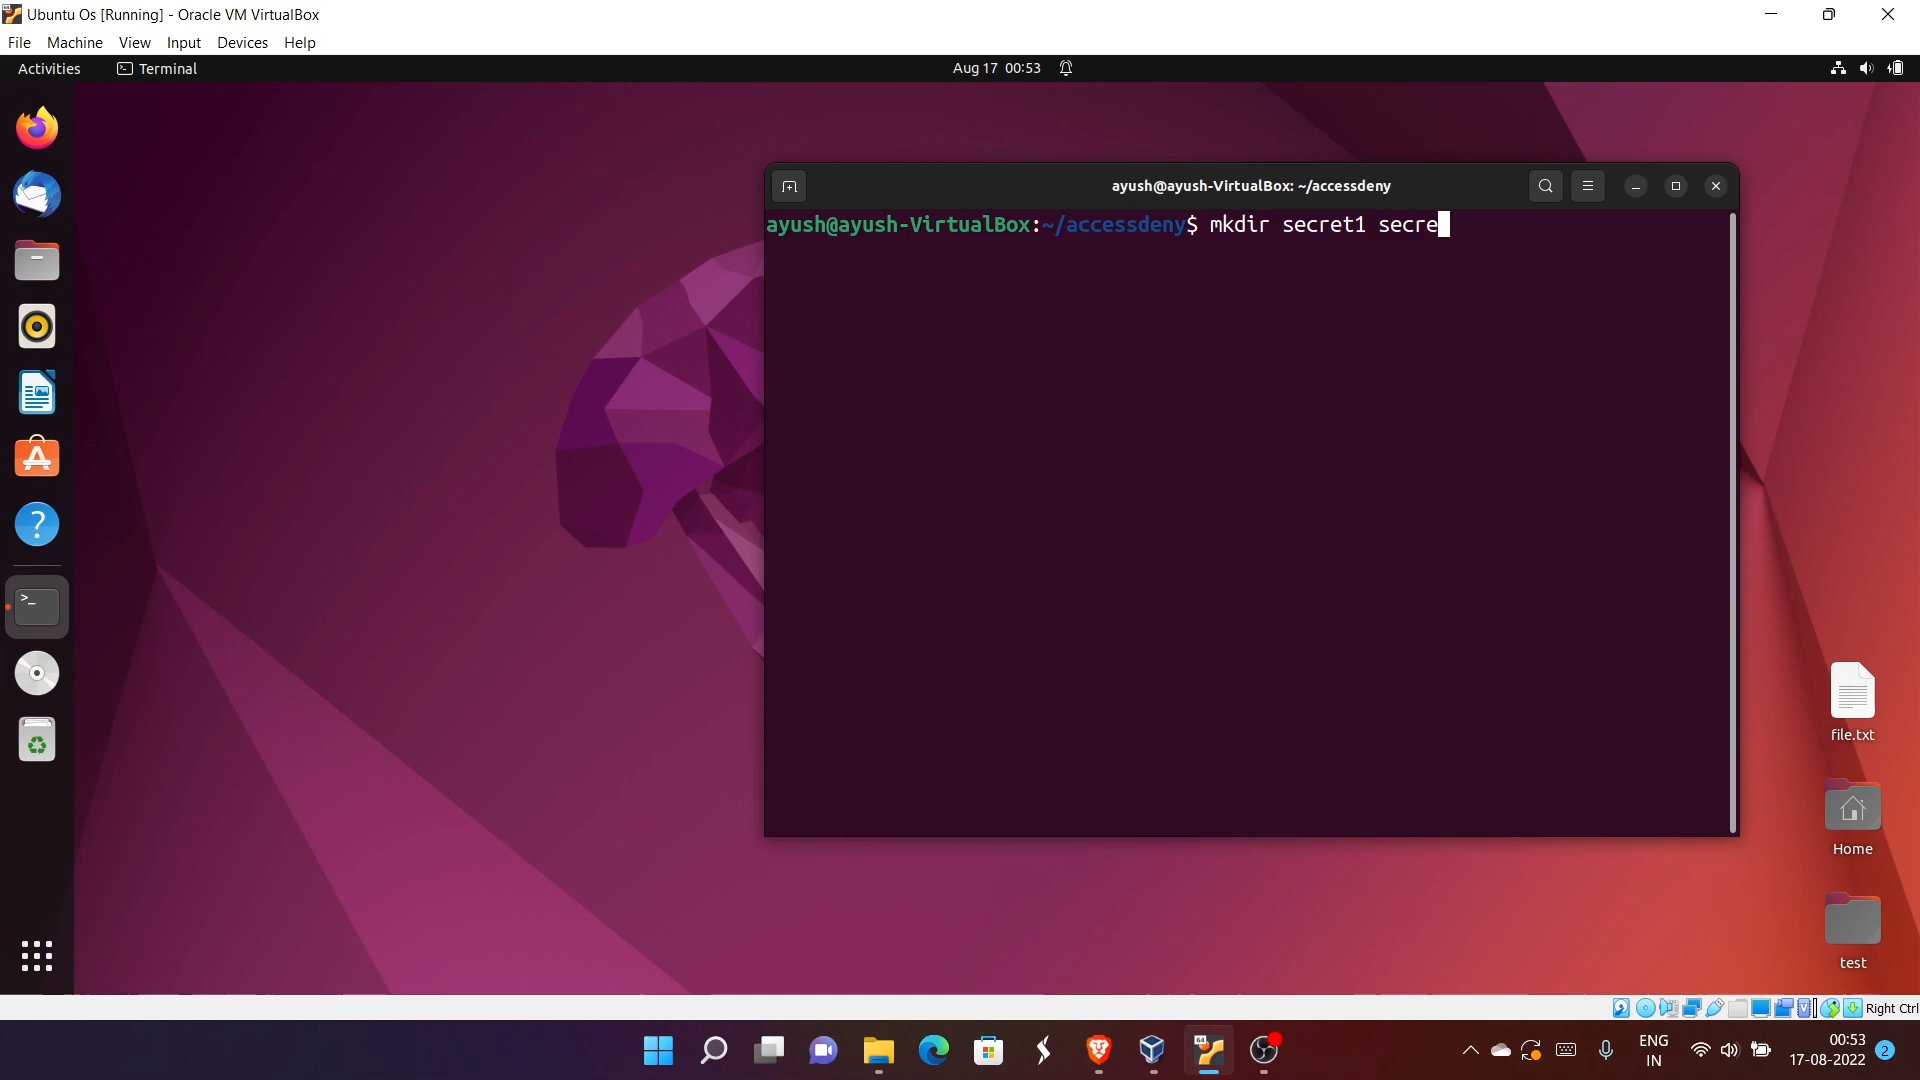 Ubuntu Os [Running] - Oracle VM VirtualBox
File Machine View Input Devices Help
Activities Terminal Aug 17 00:53
ayush@ayush-VirtualBox: ~/accessdeny
ayush@ayush-VirtualBox:~/accessdeny$ mkdir secret1 secre
file.txt
Home
test
Right Ctrl
64
ENG
IN
00:53
17-08-2022
2